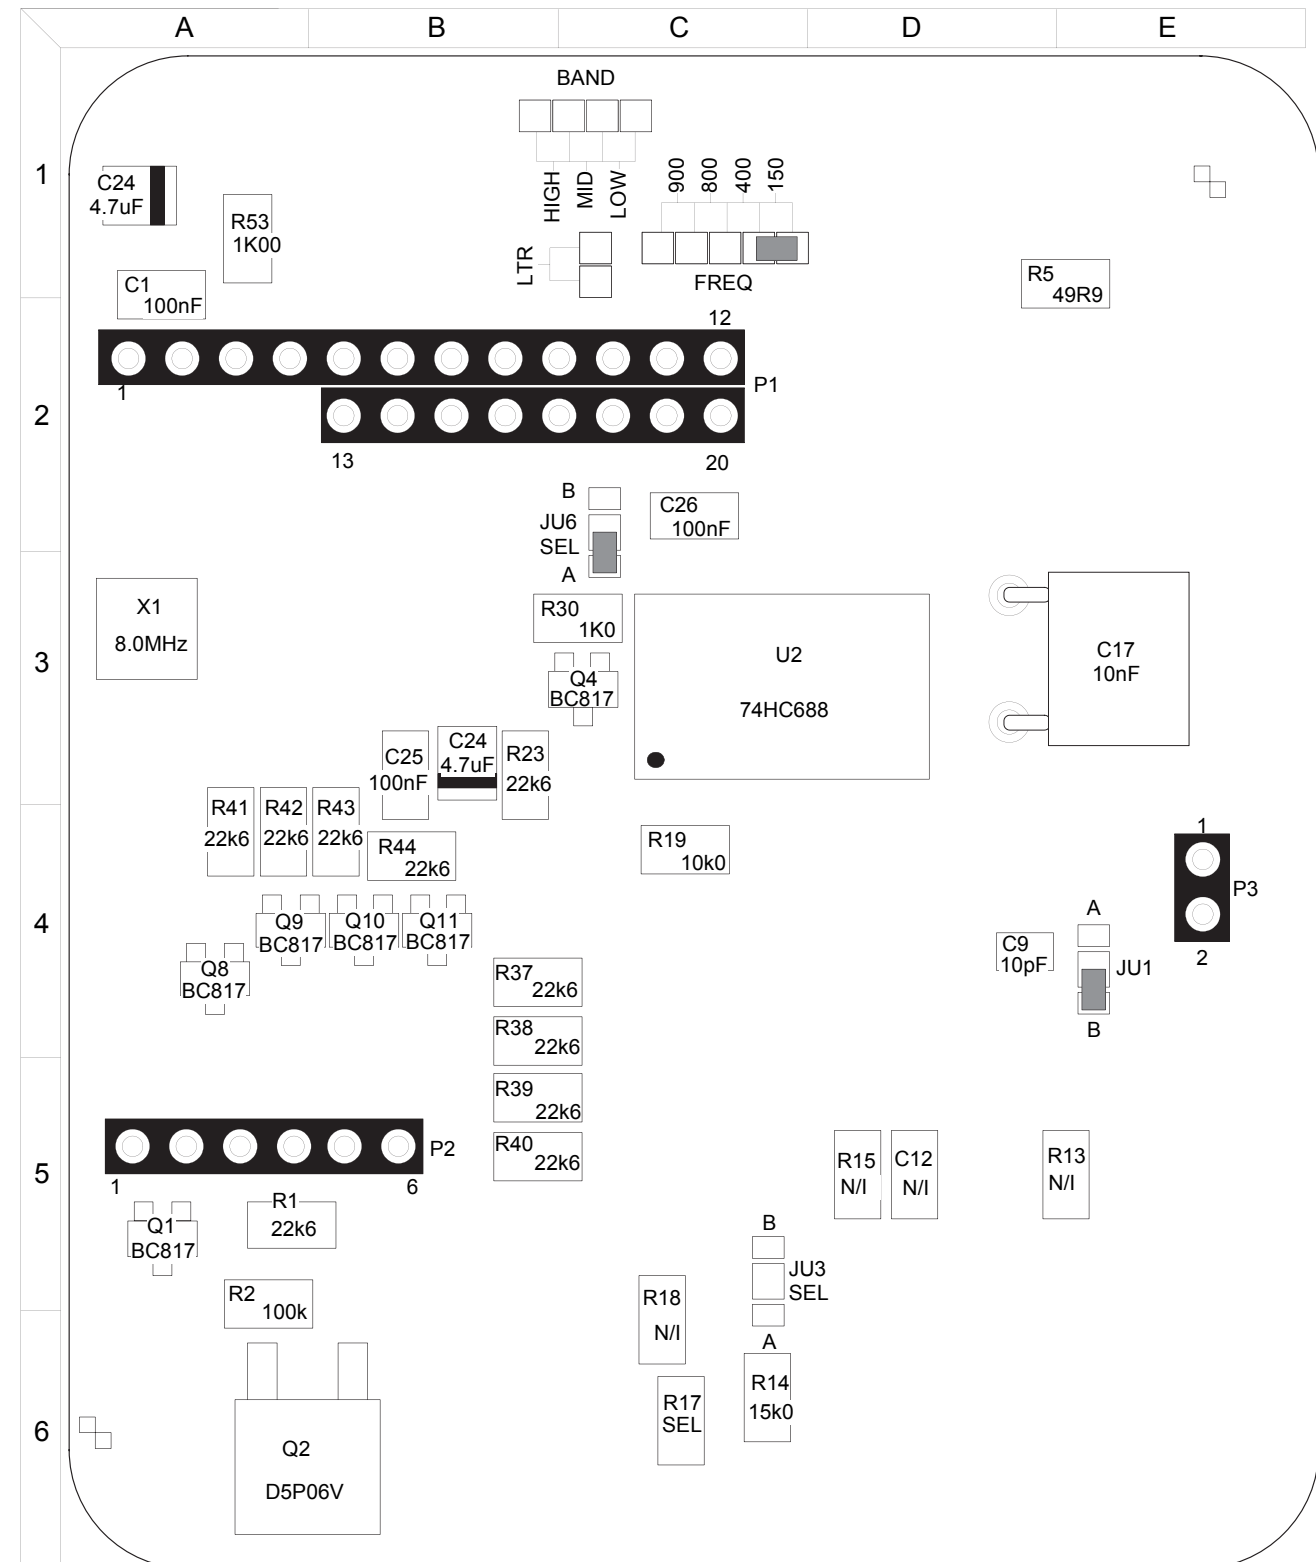 A B C D E
BAND
1
HIGH
MID
LOW
900
800
400
150
C24
4.7uF
R53
1K00
LTR
FREQ
C1
100nF
R5
49R9
12
P1
1
2
13
20
B
JU6
SEL
A
C26
100nF
X1
8.0MHz
R30
1K0
3
Q4
BC817
U2
74HC688
C17
10nF
C25
100nF
C24
4.7uF
R23
22k6
R41
22k6
R42
22k6
R43
22k6
R44
22k6
R19
10k0
1
P3
2
4
Q9
BC817
Q10
BC817
Q11
BC817
Q8
BC817
A
JU1
B
C9
10pF
R37
22k6
R38
22k6
R39
22k6
R40
22k6
P2
1
6
5
R15
N/I
C12
N/I
R13
N/I
Q1
BC817
R1
22k6
B
JU3
SEL
A
R2
100k
R18
N/I
R14
15k0
R17
SEL
6
Q2
D5P06V